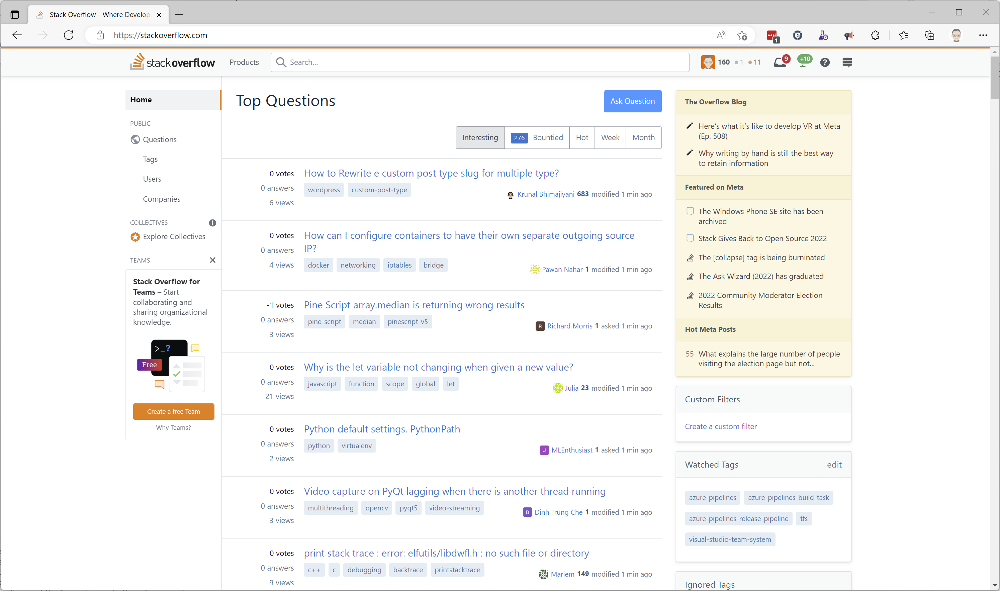 Stack Overflow - Where Develop
https://stackoverflow.com
1
stackoverflow
Products
Search...
160
1
11
9
+10
Home
PUBLIC
Questions
Tags
Users
Companies
COLLECTIVES
Explore Collectives
TEAMS
Stack Overflow for
Teams – Start
collaborating and
sharing organizational
knowledge.
>_?
Free
Create a free Team
Why Teams?
Top Questions
Ask Question
Interesting
276 Bountied
Hot
Week
Month
0 votes
0 answers
6 views
How to Rewrite e custom post type slug for multiple type?
wordpress custom-post-type
Krunal Bhimajiyani 683 modified 1 min ago
0 votes
0 answers
4 views
How can I configure containers to have their own separate outgoing source
IP?
docker networking iptables bridge
Pawan Nahar 1 modified 1 min ago
-1 votes
0 answers
3 views
Pine Script array.median is returning wrong results
pine-script median pinescript-v5
R Richard Morris 1 asked 1 min ago
0 votes
0 answers
21 views
Why is the let variable not changing when given a new value?
javascript function scope global let
Julia 23 modified 1 min ago
0 votes
0 answers
2 views
Python default settings. PythonPath
python virtualenv
J MLEnthusiast 1 asked 1 min ago
0 votes
0 answers
3 views
Video capture on PyQt lagging when there is another thread running
multithreading opencv pyqt5 video-streaming
D Dinh Trung Che 1 modified 1 min ago
0 votes
0 answers
9 views
print stack trace : error: elfutils/libdwfl.h : no such file or directory
c++ c debugging backtrace printstacktrace
Mariem 149 modified 1 min ago
The Overflow Blog
Here’s what it’s like to develop VR at Meta
(Ep. 508)
Why writing by hand is still the best way
to retain information
Featured on Meta
The Windows Phone SE site has been
archived
Stack Gives Back to Open Source 2022
The [collapse] tag is being burninated
The Ask Wizard (2022) has graduated
2022 Community Moderator Election
Results
Hot Meta Posts
55 What explains the large number of people
visiting the election page but not...
Custom Filters
Create a custom filter
Watched Tags
edit
azure-pipelines azure-pipelines-build-task
azure-pipelines-release-pipeline tfs
visual-studio-team-system
Ignored Tags